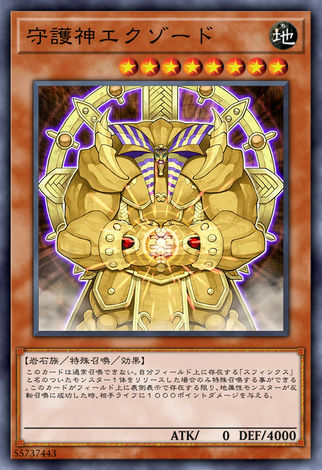 守護神エクゾード
地
【岩石族／特殊召喚／効果】
このカードは通常召喚できない。自分フィールド上に存在する「スフィンクス」
と名のついたモンスター１体をリリースした場合のみ特殊召喚する事ができる
。このカードがフィールド上に表側表示で存在する限り、地属性モンスターが反
転召喚に成功した時、相手ライフに１０００ポイントダメージを与える。
ATK/ 0 DEF/4000
55737443